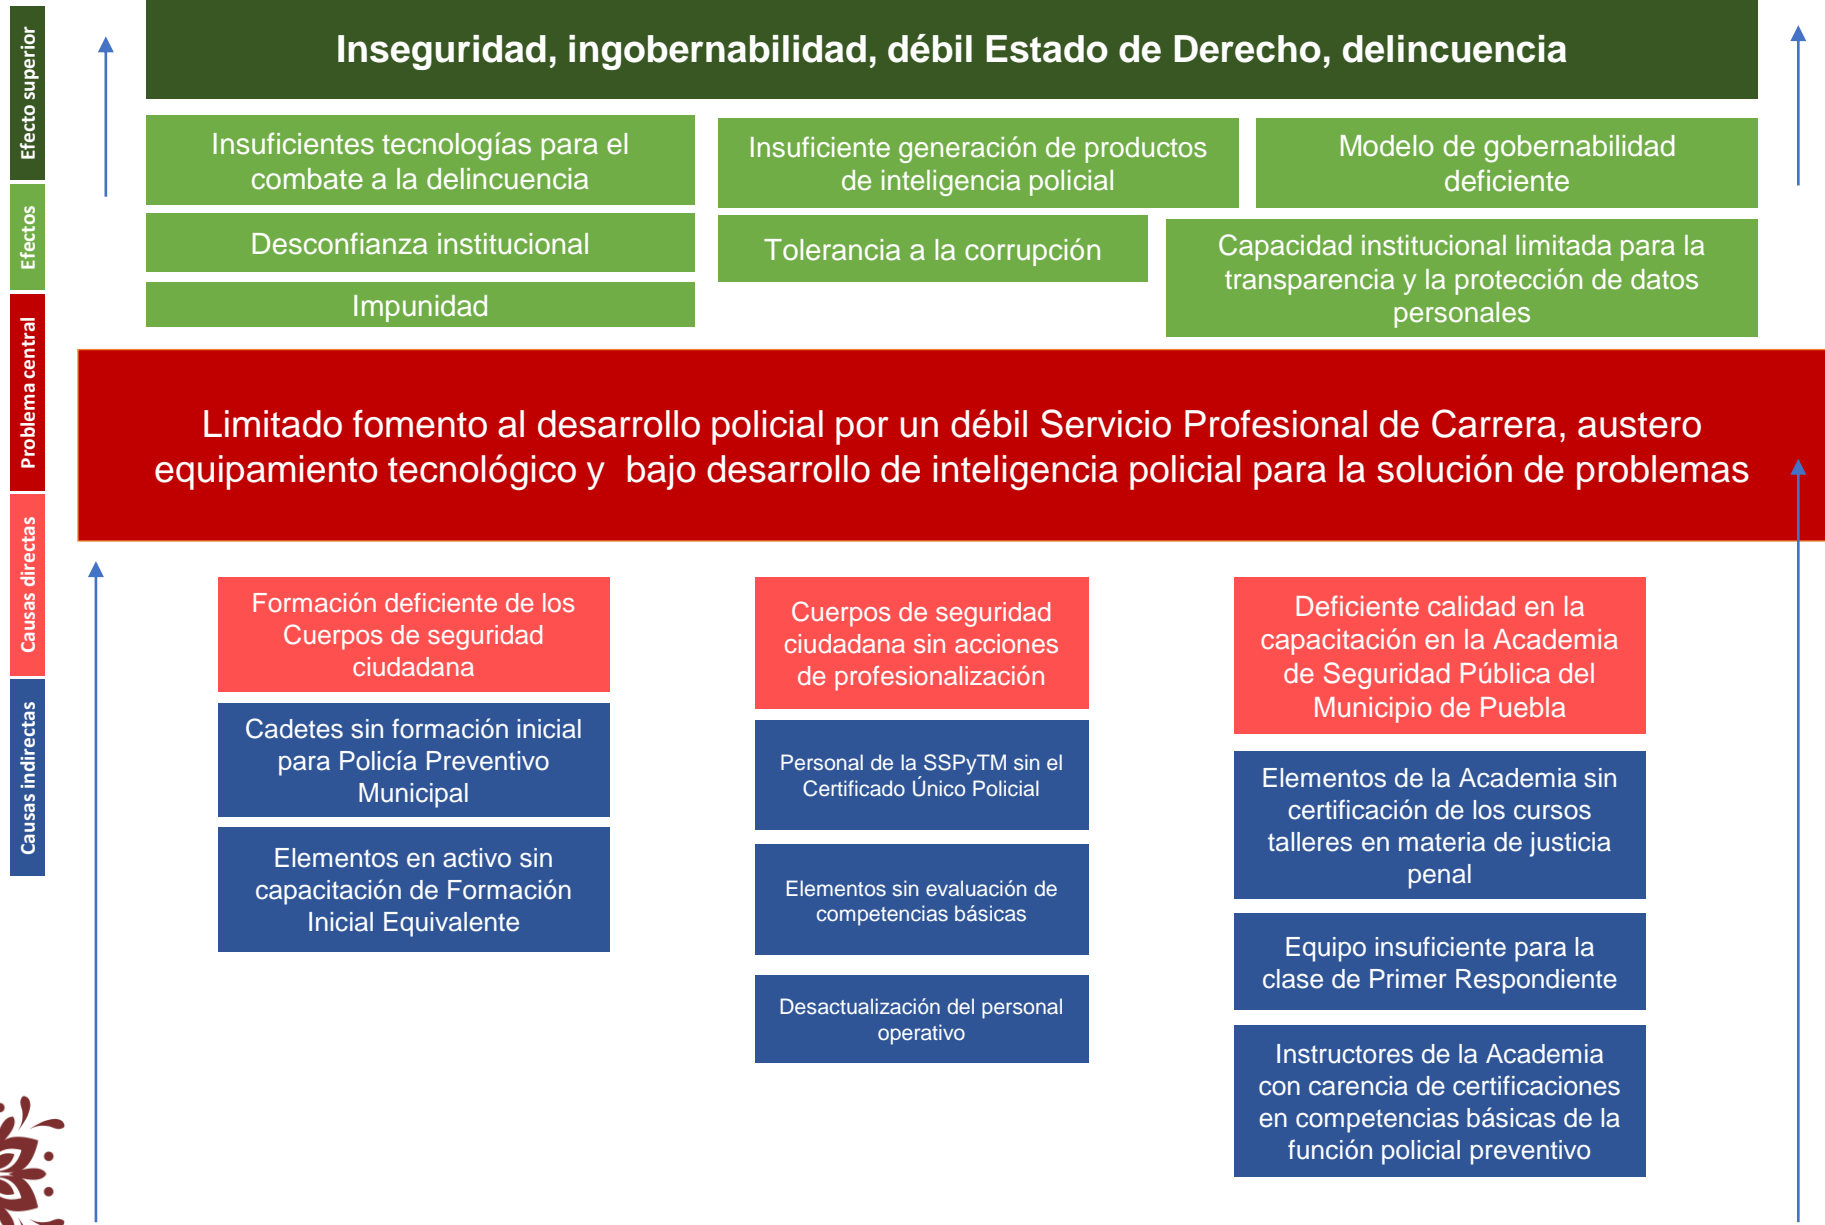 Efecto superior
Inseguridad, ingobernabilidad, débil Estado de Derecho, delincuencia
Efectos
Insuficientes tecnologías para el
combate a la delincuencia
Insuficiente generación de productos
de inteligencia policial
Modelo de gobernabilidad
deficiente
Desconfianza institucional
Tolerancia a la corrupción
Capacidad institucional limitada para la
transparencia y la protección de datos
personales
Impunidad
Problema central
Limitado fomento al desarrollo policial por un débil Servicio Profesional de Carrera, austero
equipamiento tecnológico y  bajo desarrollo de inteligencia policial para la solución de problemas
Causas directas
Formación deficiente de los
Cuerpos de seguridad
ciudadana
Cuerpos de seguridad
ciudadana sin acciones
de profesionalización
Deficiente calidad en la
capacitación en la Academia
de Seguridad Pública del
Municipio de Puebla
Causas indirectas
Cadetes sin formación inicial
para Policía Preventivo
Municipal
Elementos en activo sin
capacitación de Formación
Inicial Equivalente
Personal de la SSPyTM sin el
Certificado Único Policial
Elementos sin evaluación de
competencias básicas
Desactualización del personal
operativo
Elementos de la Academia sin
certificación de los cursos
talleres en materia de justicia
penal
Equipo insuficiente para la
clase de Primer Respondiente
Instructores de la Academia
con carencia de certificaciones
en competencias básicas de la
función policial preventivo